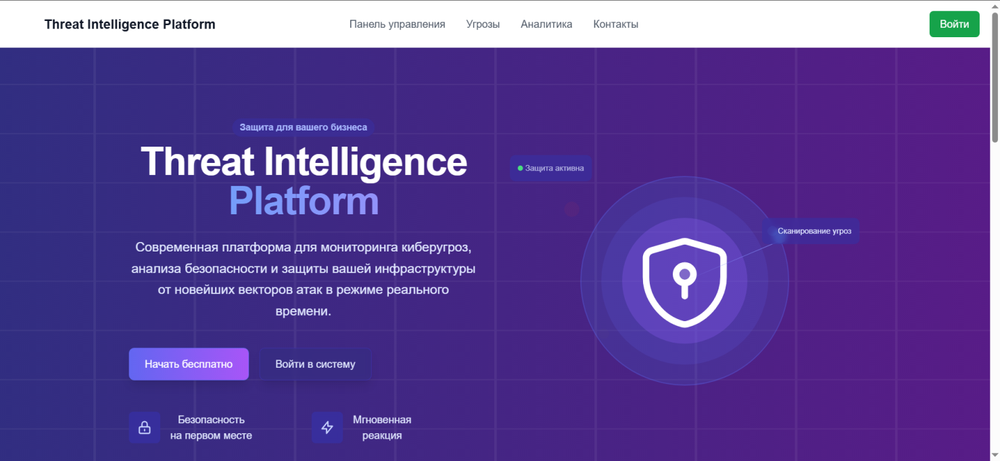 Threat Intelligence Platform
Панель управления
Угрозы
Аналитика
Контакты
Войти
Защита для вашего бизнеса
Threat Intelligence
Platform
Современная платформа для мониторинга киберугроз,
анализа безопасности и защиты вашей инфраструктуры
от новейших векторов атак в режиме реального
времени.
Начать бесплатно
Войти в систему
Безопасность
на первом месте
Мгновенная
реакция
Защита активна
Сканирование угроз